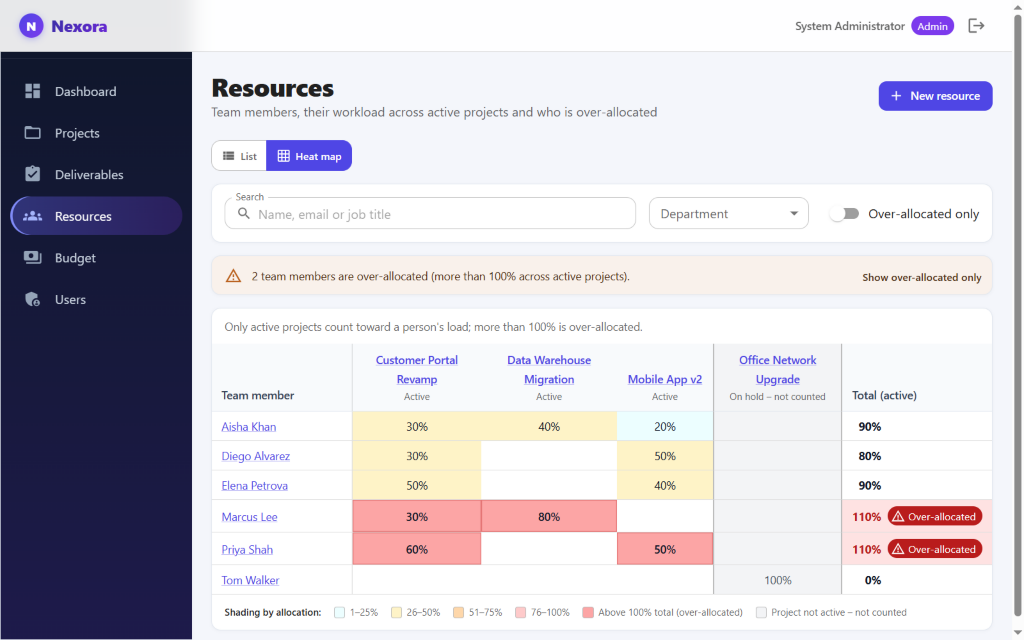 N Nexora
System Administrator Admin
Dashboard
Projects
Deliverables
Resources
Budget
Users
Resources
Team members, their workload across active projects and who is over-allocated
+ New resource
List Heat map
Search
Name, email or job title
Department
Over-allocated only
2 team members are over-allocated (more than 100% across active projects).
Show over-allocated only
Only active projects count toward a person's load; more than 100% is over-allocated.
Team member
Customer Portal
Revamp
Active
Data Warehouse
Migration
Active
Mobile App v2
Active
Office Network
Upgrade
On hold – not counted
Total (active)
Aisha Khan 30% 40% 20% 90%
Diego Alvarez 30% 50% 80%
Elena Petrova 50% 40% 90%
Marcus Lee 30% 80% 110% Over-allocated
Priya Shah 60% 50% 110% Over-allocated
Tom Walker 100% 0%
Shading by allocation: 1–25% 26–50% 51–75% 76–100% Above 100% total (over-allocated) Project not active – not counted